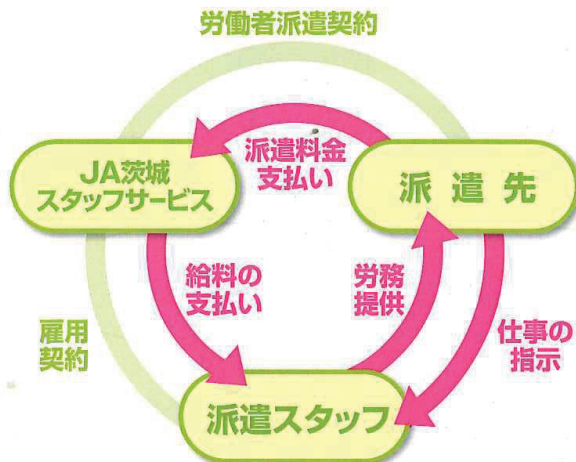 労働者派遣契約
JA茨城
スタッフサービス
派遣料金
支払い
派遣先
給料の
支払い
労務
提供
雇用
契約
仕事の
指示
派遣スタッフ